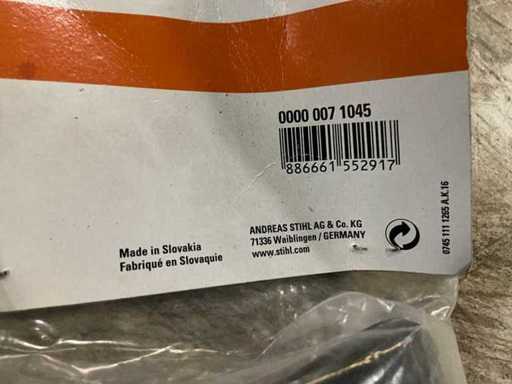 0000 007 1045
886661 552917
Made in Slovakia
Fabriqué en Slovaquie
ANDREAS STIHL AG & Co. KG
71336 Waiblingen / GERMANY
www.stihl.com
0745 111 1265 A.K.16